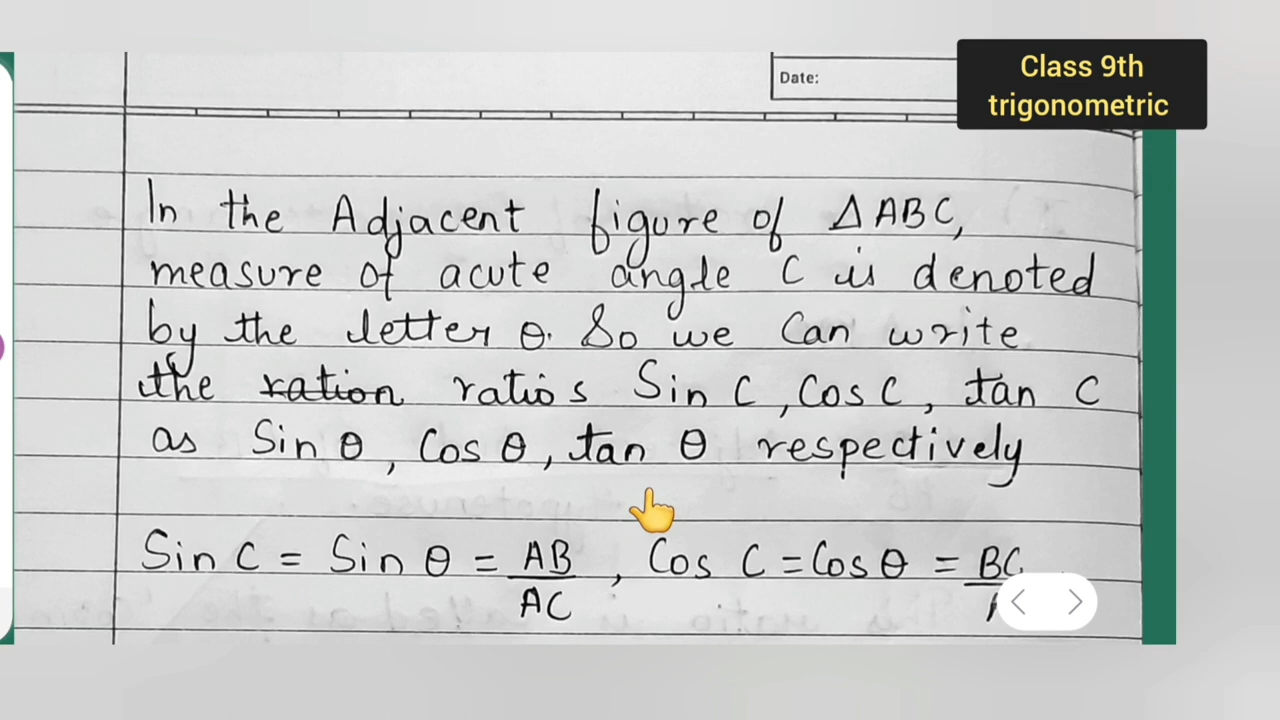 Class 9th
trigonometric
Date:
In the Adjacent figure of ΔABC,
measure of acute angle C is denoted
by the letter θ. So we can write
the ration ratios Sin C, Cos C, tan C
as Sin θ, Cos θ, tan θ respectively
Sin C = Sin θ = AB/AC , Cos C = Cos θ = BC